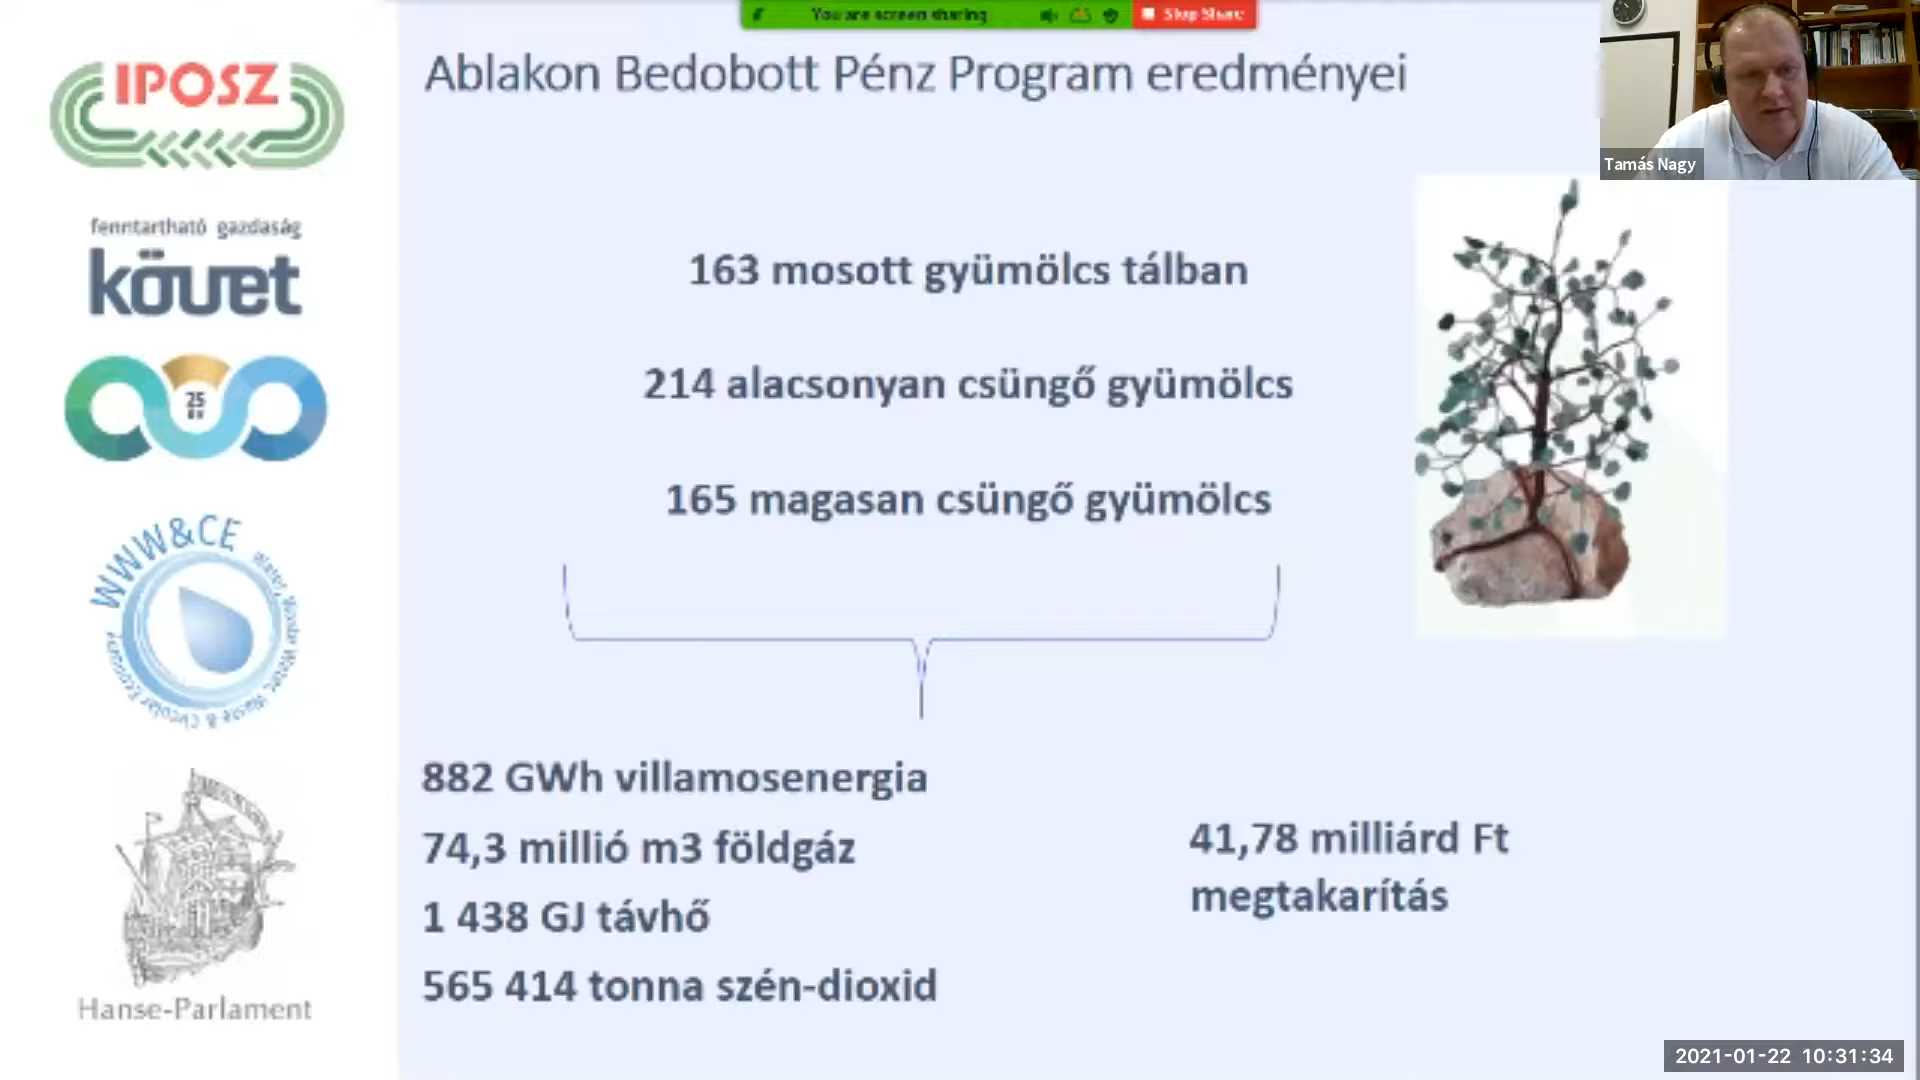 You are screen sharing
Stop Share
Ablakon Bedobott Pénz Program eredményei
Tamás Nagy
IPOSZ
fenntartható gazdaság
követ
25
év
WWW&CE
Hanse-Parlament
163 mosott gyümölcs tálban
214 alacsonyan csüngő gyümölcs
165 magasan csüngő gyümölcs
882 GWh villamosenergia
74,3 millió m3 földgáz
1 438 GJ távhő
565 414 tonna szén-dioxid
41,78 milliárd Ft
megtakarítás
2021-01-22 10:31:34